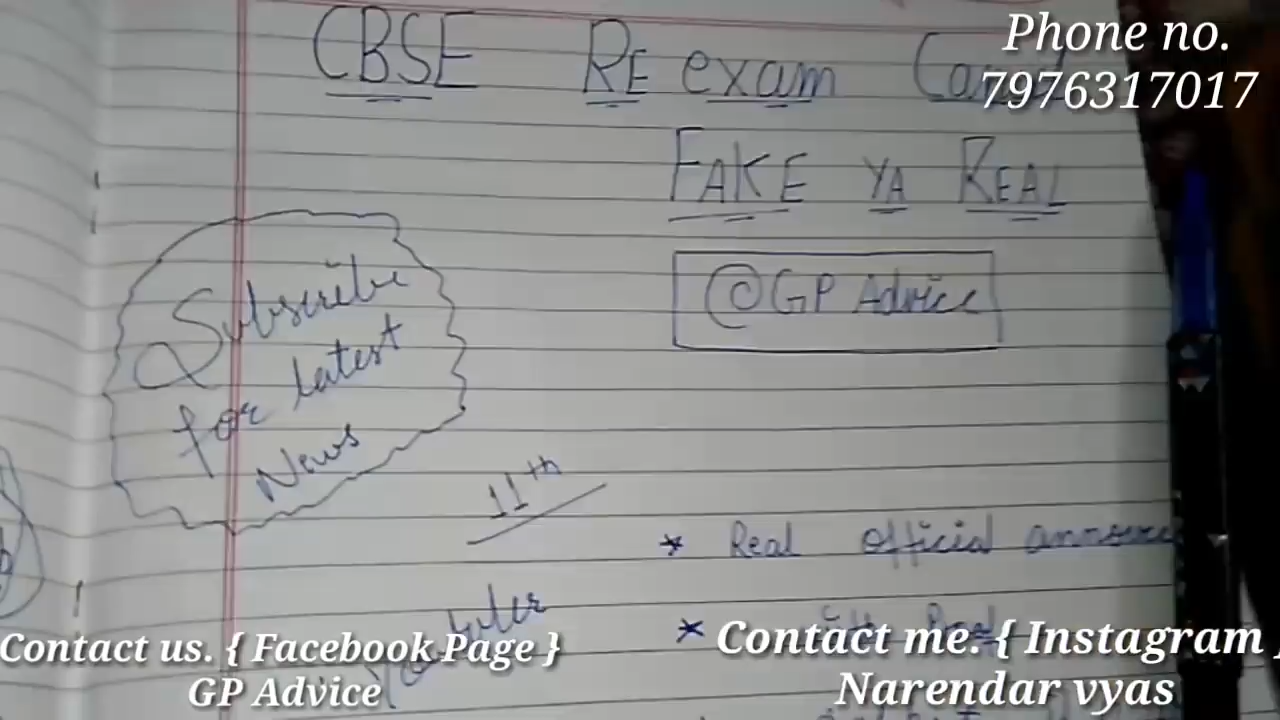 CBSE RE exam
Phone no.
7976317017
FAKE YA REAL
@GP Advice
Subscribe
for latest
News
11th
* Real official
*
Contact us. { Facebook Page }
GP Advice
Contact me. { Instagram }
Narendar vyas